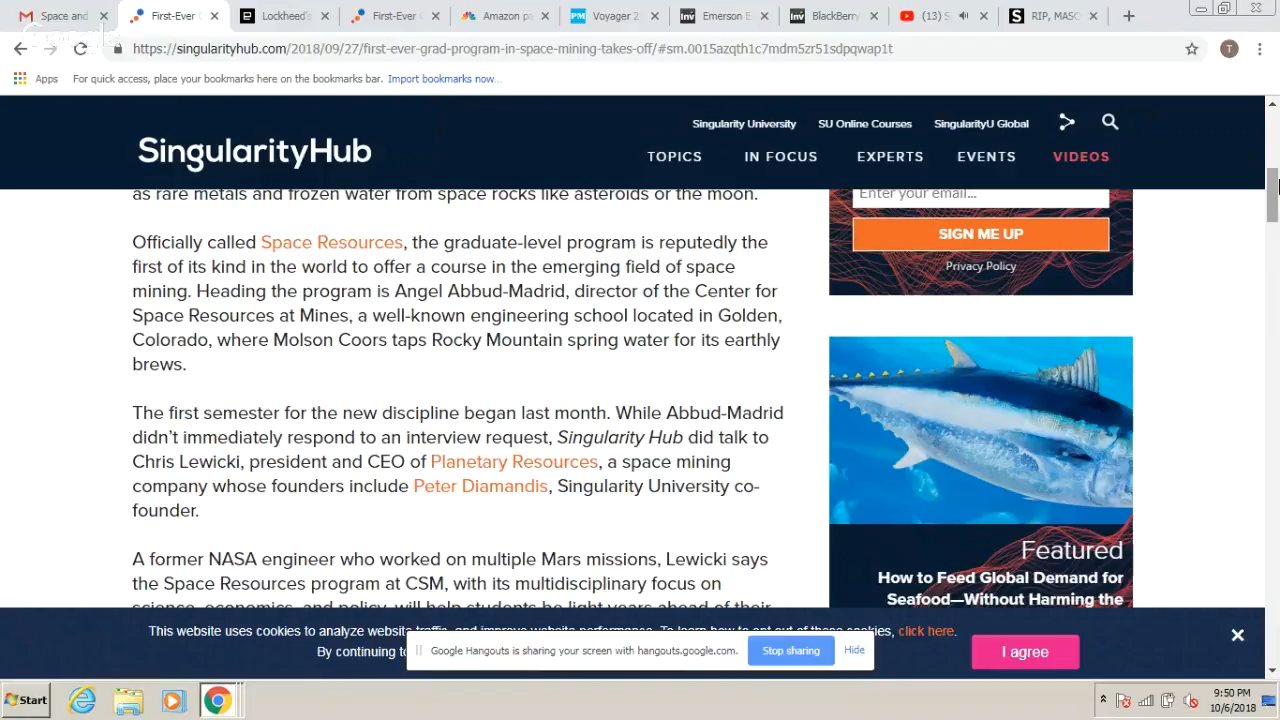 Space and
First-Ever
Lockheed'
First-Ever i
Amazon p
Voyager 2
Emerson E
BlackBerry
(13) S
RIP, MASC
https://singularityhub.com/2018/09/27/first-ever-grad-program-in-space-mining-takes-off/#sm.0015azqth1c7mdm5zr51sdpqwap1t
T
Apps For quick access, place your bookmarks here on the bookmarks bar. Import bookmarks now...
Singularity University SU Online Courses SingularityU Global
SingularityHub
TOPICS IN FOCUS EXPERTS EVENTS VIDEOS
as rare metals and frozen water from space rocks like asteroids or the moon.
Officially called Space Resources, the graduate-level program is reputedly the
first of its kind in the world to offer a course in the emerging field of space
mining. Heading the program is Angel Abbud-Madrid, director of the Center for
Space Resources at Mines, a well-known engineering school located in Golden,
Colorado, where Molson Coors taps Rocky Mountain spring water for its earthly
brews.
The first semester for the new discipline began last month. While Abbud-Madrid
didn't immediately respond to an interview request, Singularity Hub did talk to
Chris Lewicki, president and CEO of Planetary Resources, a space mining
company whose founders include Peter Diamandis, Singularity University co-
founder.
A former NASA engineer who worked on multiple Mars missions, Lewicki says
the Space Resources program at CSM, with its multidisciplinary focus on
science, economics, and policy, will help students be light years ahead of their
Enter your email...
SIGN ME UP
Privacy Policy
Featured
How to Feed Global Demand for
Seafood—Without Harming the
This website uses cookies to analyze website traffic and improve website performance. To learn how to opt out of these cookies, click here.
By continuing to
I agree
Google Hangouts is sharing your screen with hangouts.google.com. Stop sharing Hide
Start
9:50 PM
10/6/2018